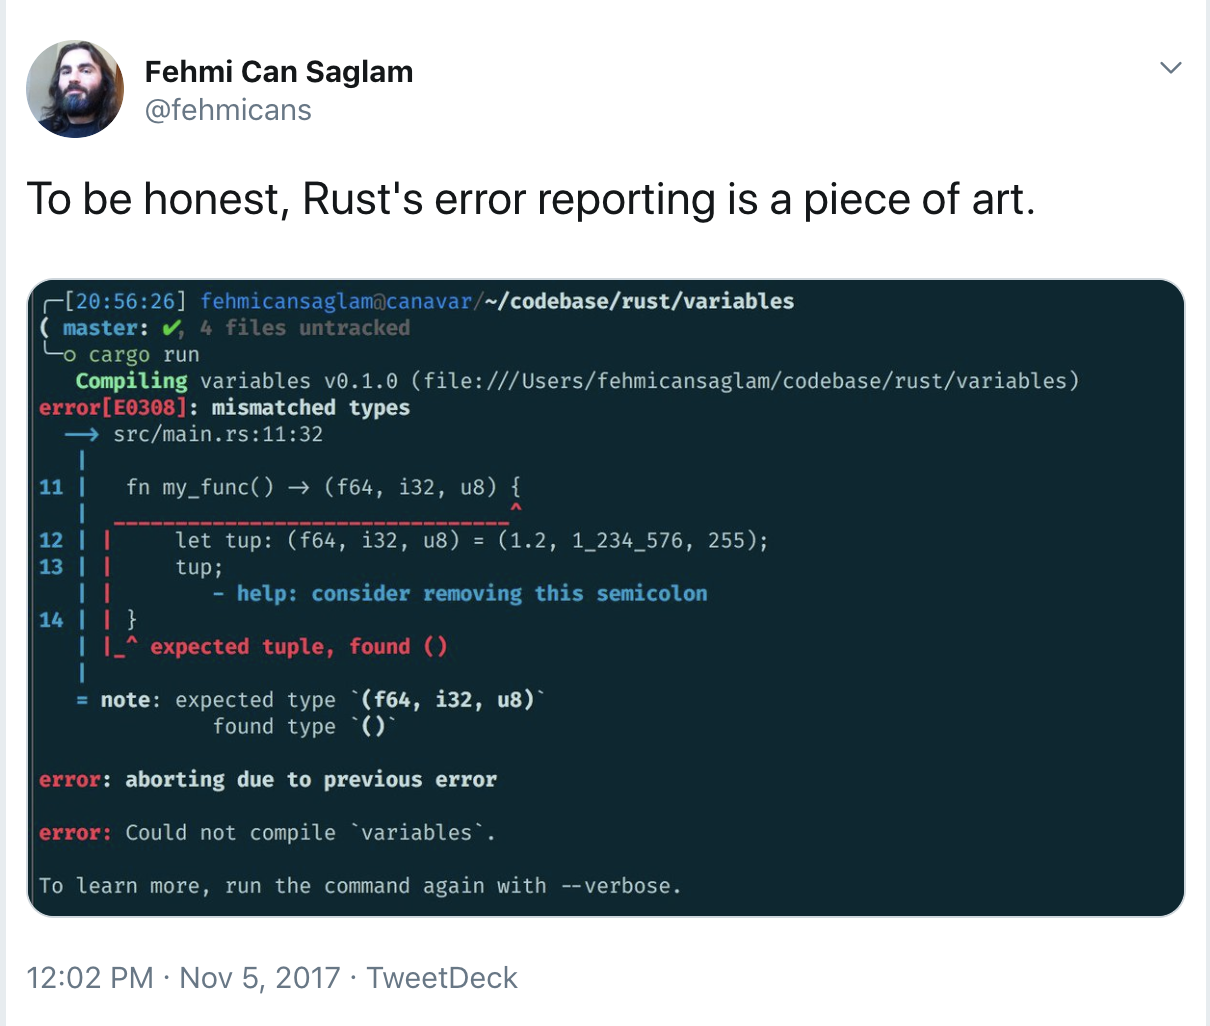 Fehmi Can Saglam
@fehmicans
To be honest, Rust's error reporting is a piece of art.
╭─[20:56:26] fehmicansaglam@canavar/~/codebase/rust/variables
( master: ✔, 4 files untracked
╰─o cargo run
Compiling variables v0.1.0 (file:///Users/fehmicansaglam/codebase/rust/variables)
error[E0308]: mismatched types
--> src/main.rs:11:32
|
11 | fn my_func() -> (f64, i32, u8) {
| ________________________________^
12 | | let tup: (f64, i32, u8) = (1.2, 1_234_576, 255);
13 | | tup;
| | - help: consider removing this semicolon
14 | | }
| |_^ expected tuple, found ()
|
= note: expected type `(f64, i32, u8)`
found type `()`
error: aborting due to previous error
error: Could not compile `variables`.
To learn more, run the command again with --verbose.
12:02 PM · Nov 5, 2017 · TweetDeck